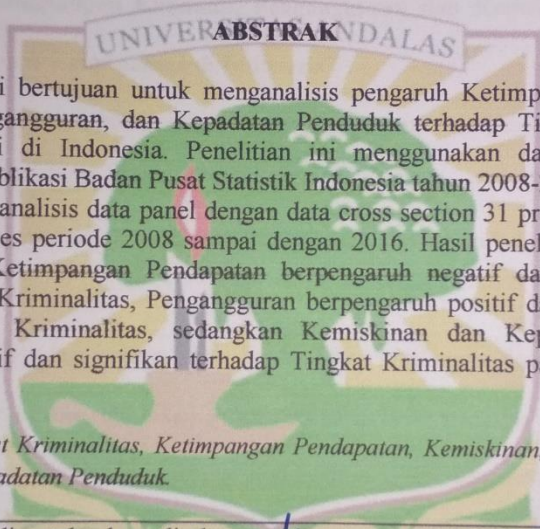 UNIVERSITAS ANDALAS
ABSTRAK
i bertujuan untuk menganalisis pengaruh Ketimp
gangguran, dan Kepadatan Penduduk terhadap Ti
i di Indonesia. Penelitian ini menggunakan da
blikasi Badan Pusat Statistik Indonesia tahun 2008-
analisis data panel dengan data cross section 31 pr
es periode 2008 sampai dengan 2016. Hasil penel
Ketimpangan Pendapatan berpengaruh negatif da
Kriminalitas, Pengangguran berpengaruh positif d
Kriminalitas, sedangkan Kemiskinan dan Kep
if dan signifikan terhadap Tingkat Kriminalitas p
t Kriminalitas, Ketimpangan Pendapatan, Kemiskinan,
adatan Penduduk.